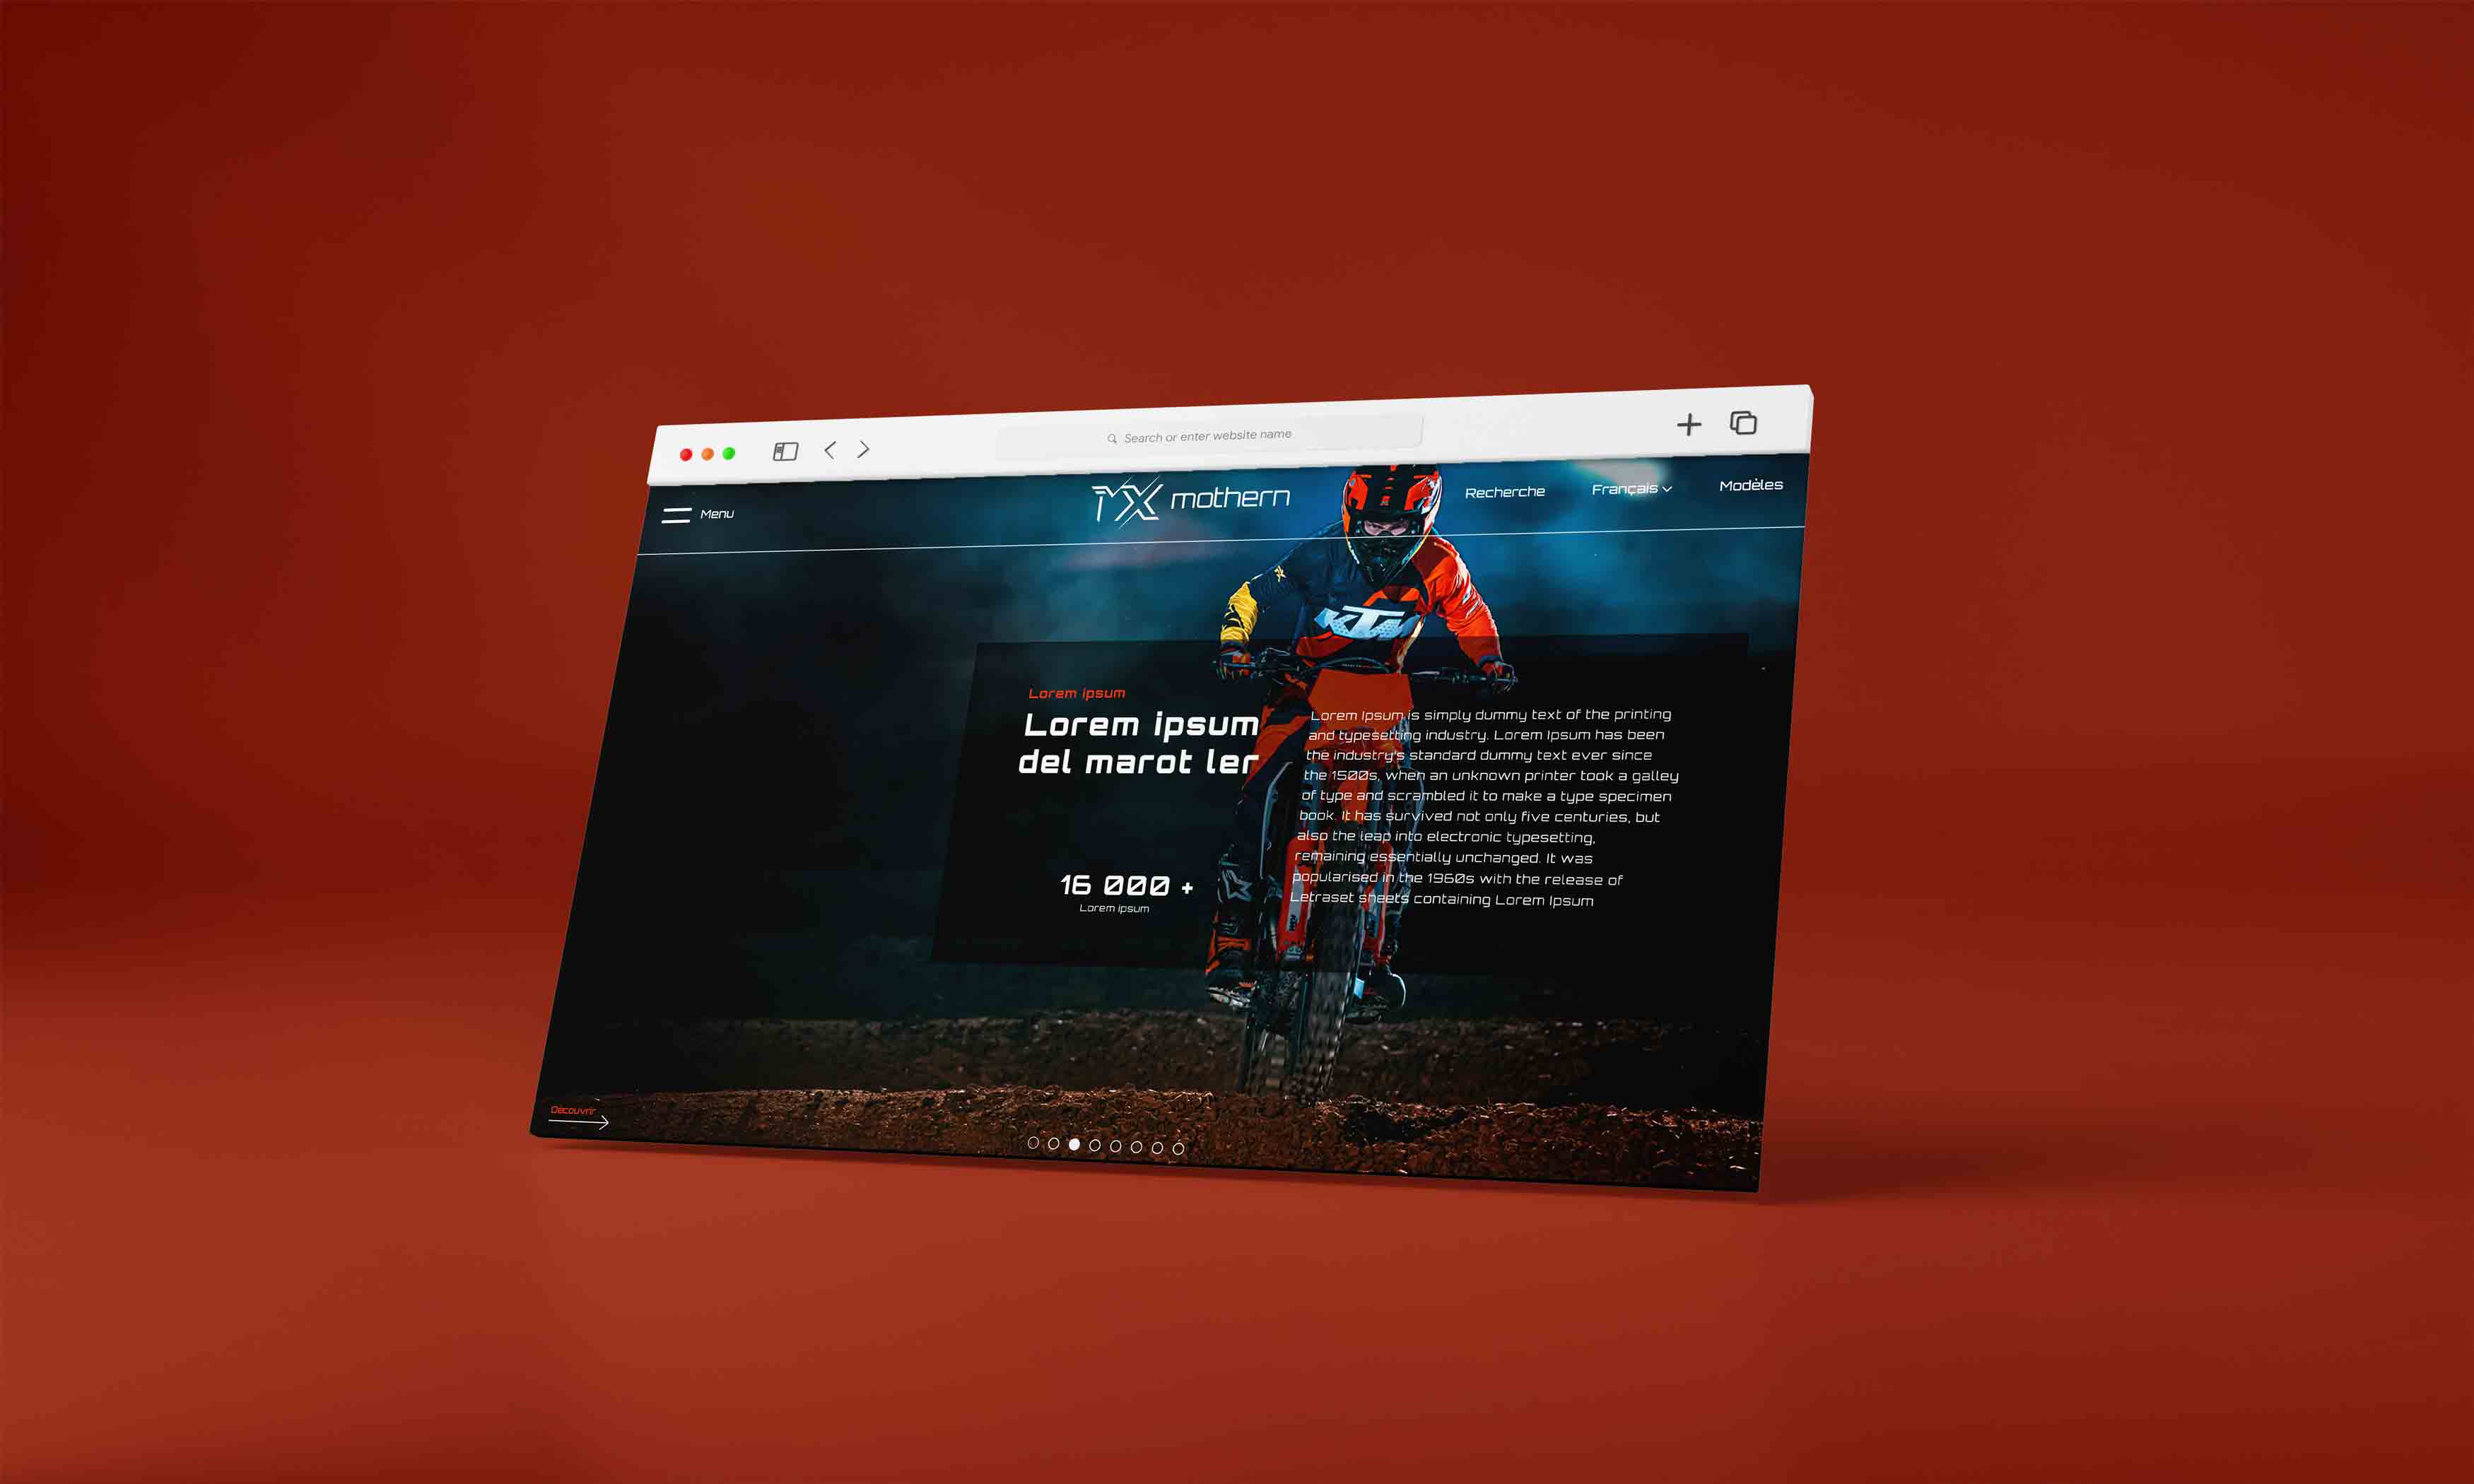 Search or enter website name
Menu
MX mothern
Recherche
Français
Modèles
KTM
Lorem ipsum
Lorem ipsum
del marot ler
16 000 +
Lorem ipsum
Lorem Ipsum is simply dummy text of the printing
and typesetting industry. Lorem Ipsum has been
the industry's standard dummy text ever since
the 1500s, when an unknown printer took a galley
of type and scrambled it to make a type specimen
book. It has survived not only five centuries, but
also the leap into electronic typesetting,
remaining essentially unchanged. It was
popularised in the 1960s with the release of
Letraset sheets containing Lorem Ipsum
Découvrir